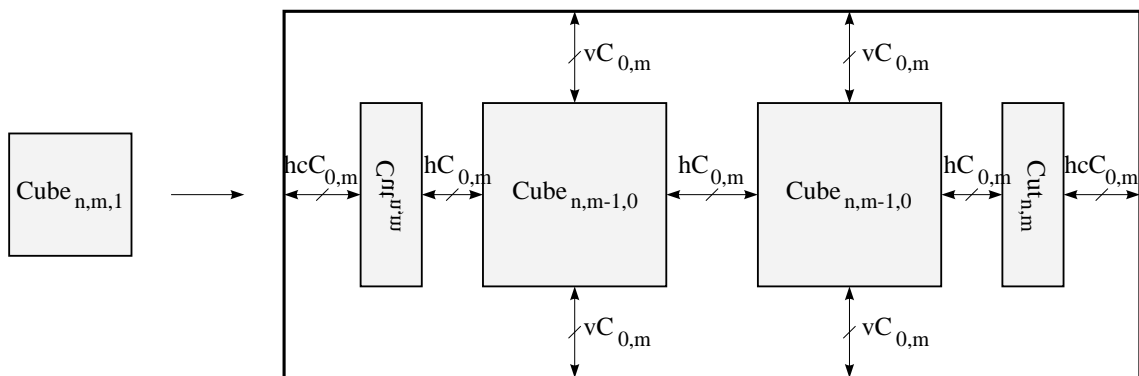 vC 0,m
vC 0,m
hcC 0,m
hC 0,m
hC 0,m
hC 0,m
hcC 0,m
Cube n,m,1
Cut n,m
Cube n,m-1,0
Cube n,m-1,0
Cut n,m
vC 0,m
vC 0,m